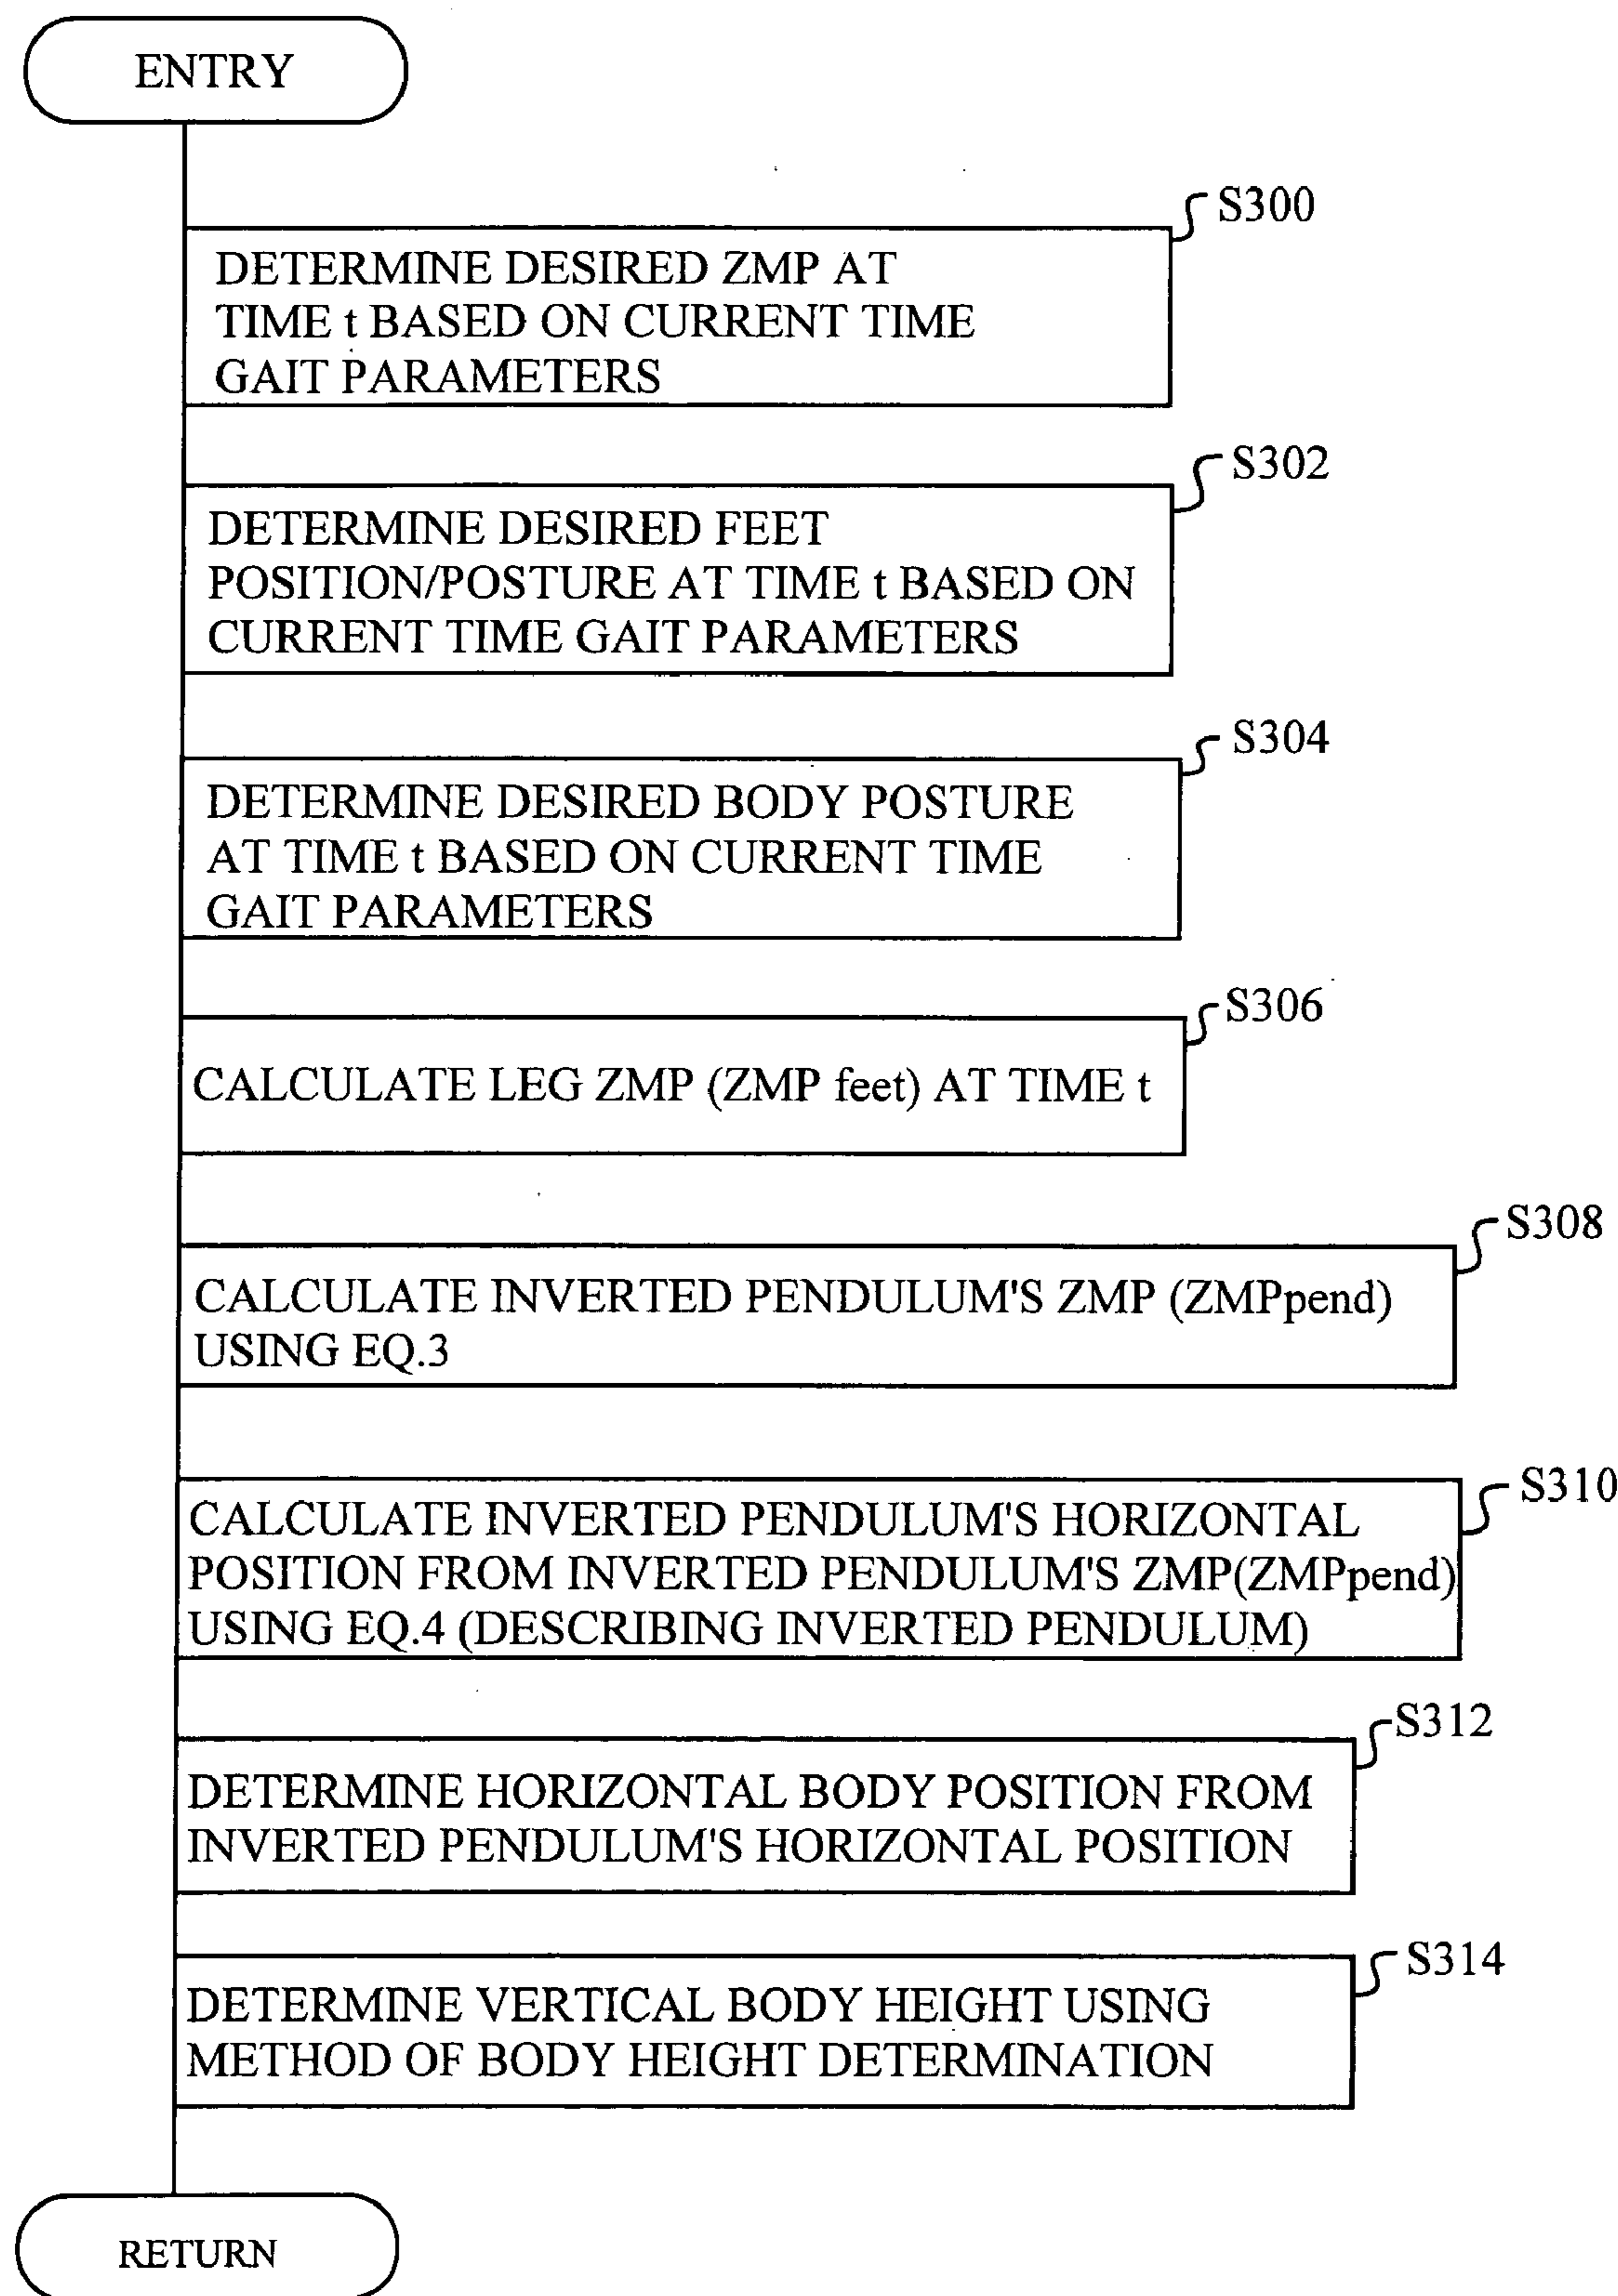 ENTRY
S300
DETERMINE DESIRED ZMP AT
TIME t BASED ON CURRENT TIME
GAIT PARAMETERS
S302
DETERMINE DESIRED FEET
POSITION/POSTURE AT TIME t BASED ON
CURRENT TIME GAIT PARAMETERS
S304
DETERMINE DESIRED BODY POSTURE
AT TIME t BASED ON CURRENT TIME
GAIT PARAMETERS
S306
CALCULATE LEG ZMP (ZMP feet) AT TIME t
S308
CALCULATE INVERTED PENDULUM'S ZMP (ZMPpend)
USING EQ.3
S310
CALCULATE INVERTED PENDULUM'S HORIZONTAL
POSITION FROM INVERTED PENDULUM'S ZMP(ZMPpend)
USING EQ.4 (DESCRIBING INVERTED PENDULUM)
S312
DETERMINE HORIZONTAL BODY POSITION FROM
INVERTED PENDULUM'S HORIZONTAL POSITION
S314
DETERMINE VERTICAL BODY HEIGHT USING
METHOD OF BODY HEIGHT DETERMINATION
RETURN